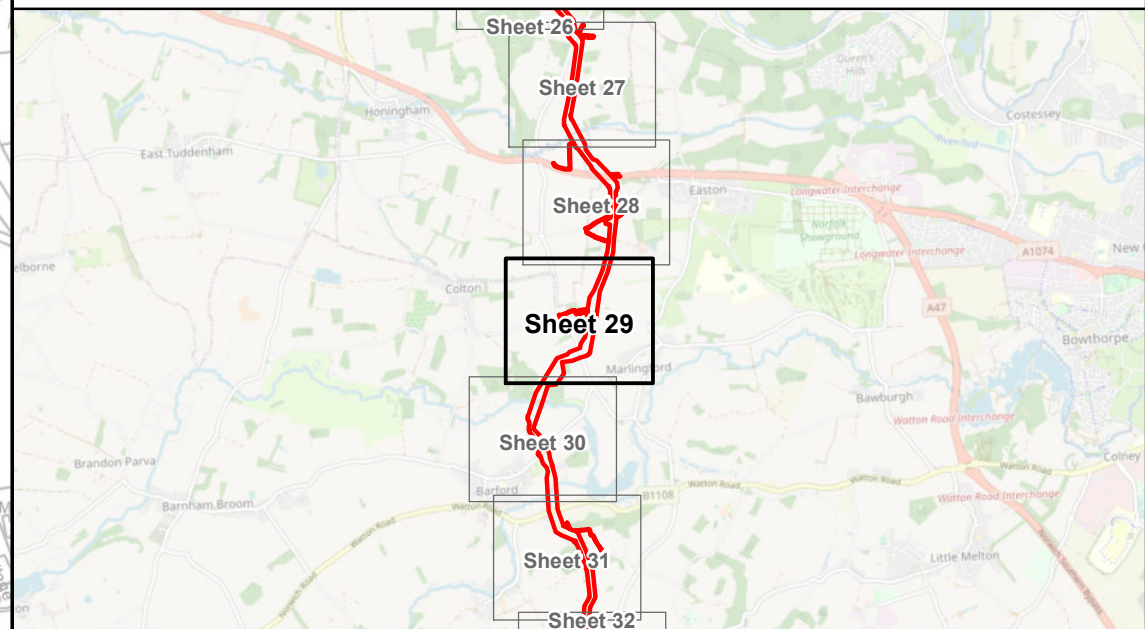 Sheet 26
Queen's
Hills
Sheet 27
Honingham
Costessey
East Tuddenham
River Tud
Easton
Longwater Interchange
Sheet 28
Norfolk
Showground
Longwater Interchange
A1074
New
elborne
Colton
A47
Sheet 29
Bowthorpe
Marlingford
Bawburgh
Watton Road Interchange
Sheet 30
Colney
Brandon Parva
Watton Road
Barford
Watton Road
B1108
Watton Road
Watton Road Interchange
Barnham Broom
Watton Road
Norwich Road
Norwich Southern Bypass
Sheet 31
Little Melton
Sheet 32